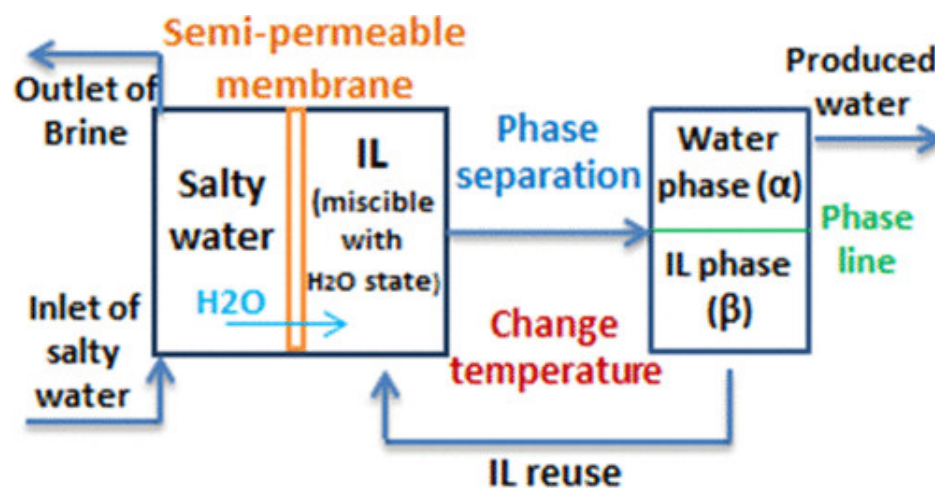 Semi-permeable
membrane
Outlet of
Brine
Salty
water
H2O
Inlet of
salty
water
IL
(miscible
with
H2O state)
Phase
separation
Change
temperature
Water
phase (α)
IL phase
(β)
Produced
water
Phase
line
IL reuse